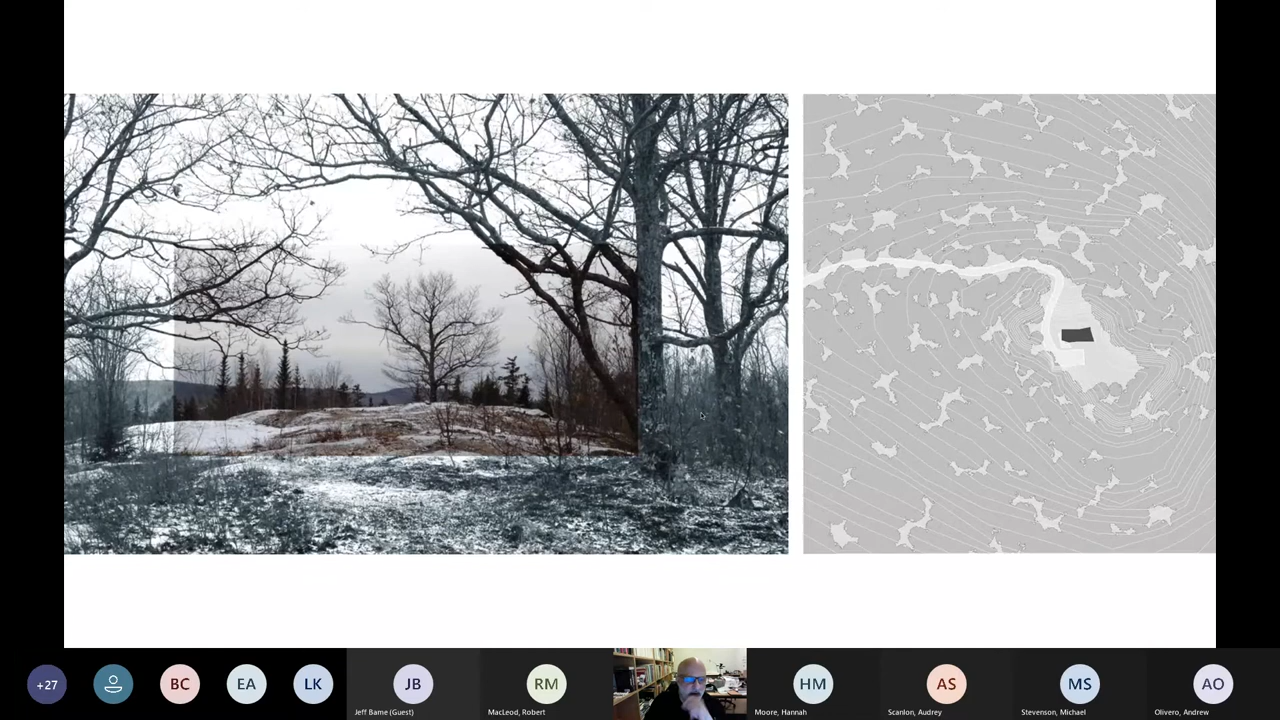 +27
BC
EA
LK
JB
Jeff Bame (Guest)
RM
MacLeod, Robert
HM
Moore, Hannah
AS
Scanlon, Audrey
MS
Stevenson, Michael
AO
Olivero, Andrew